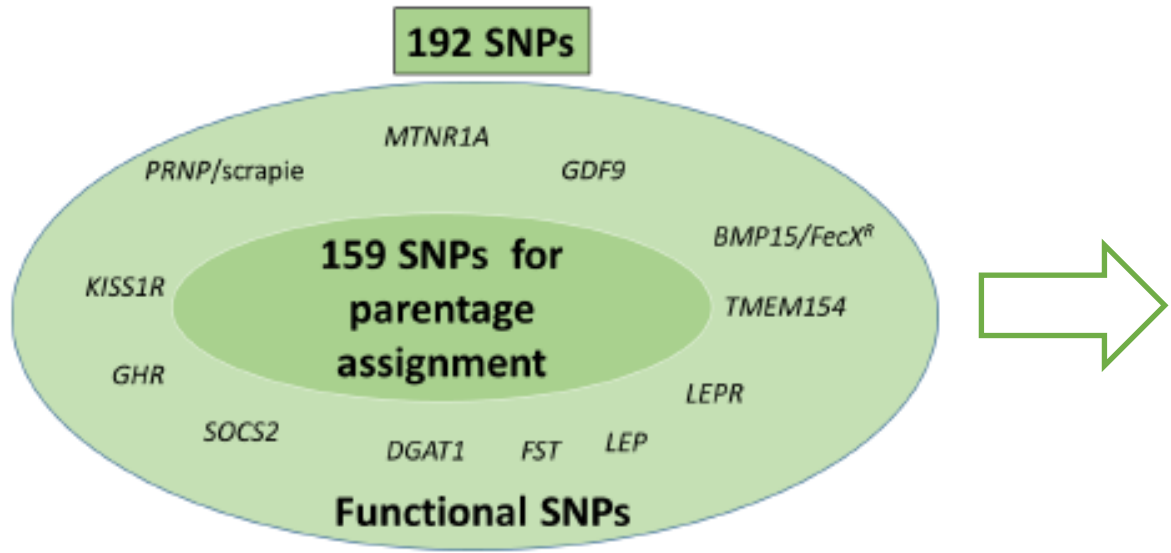 192 SNPs
MTNR1A
PRNP/scrapie
GDF9
BMP15/FecXᴿ
159 SNPs for
parentage
assignment
KISS1R
TMEM154
GHR
LEPR
SOCS2
DGAT1
FST
LEP
Functional SNPs